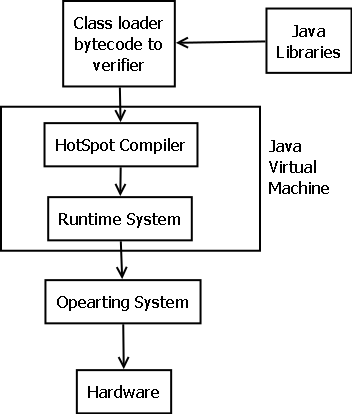 Class loader
bytecode to
verifier
Java
Libraries
HotSpot Compiler
Java
Virtual
Machine
Runtime System
Opearting System
Hardware